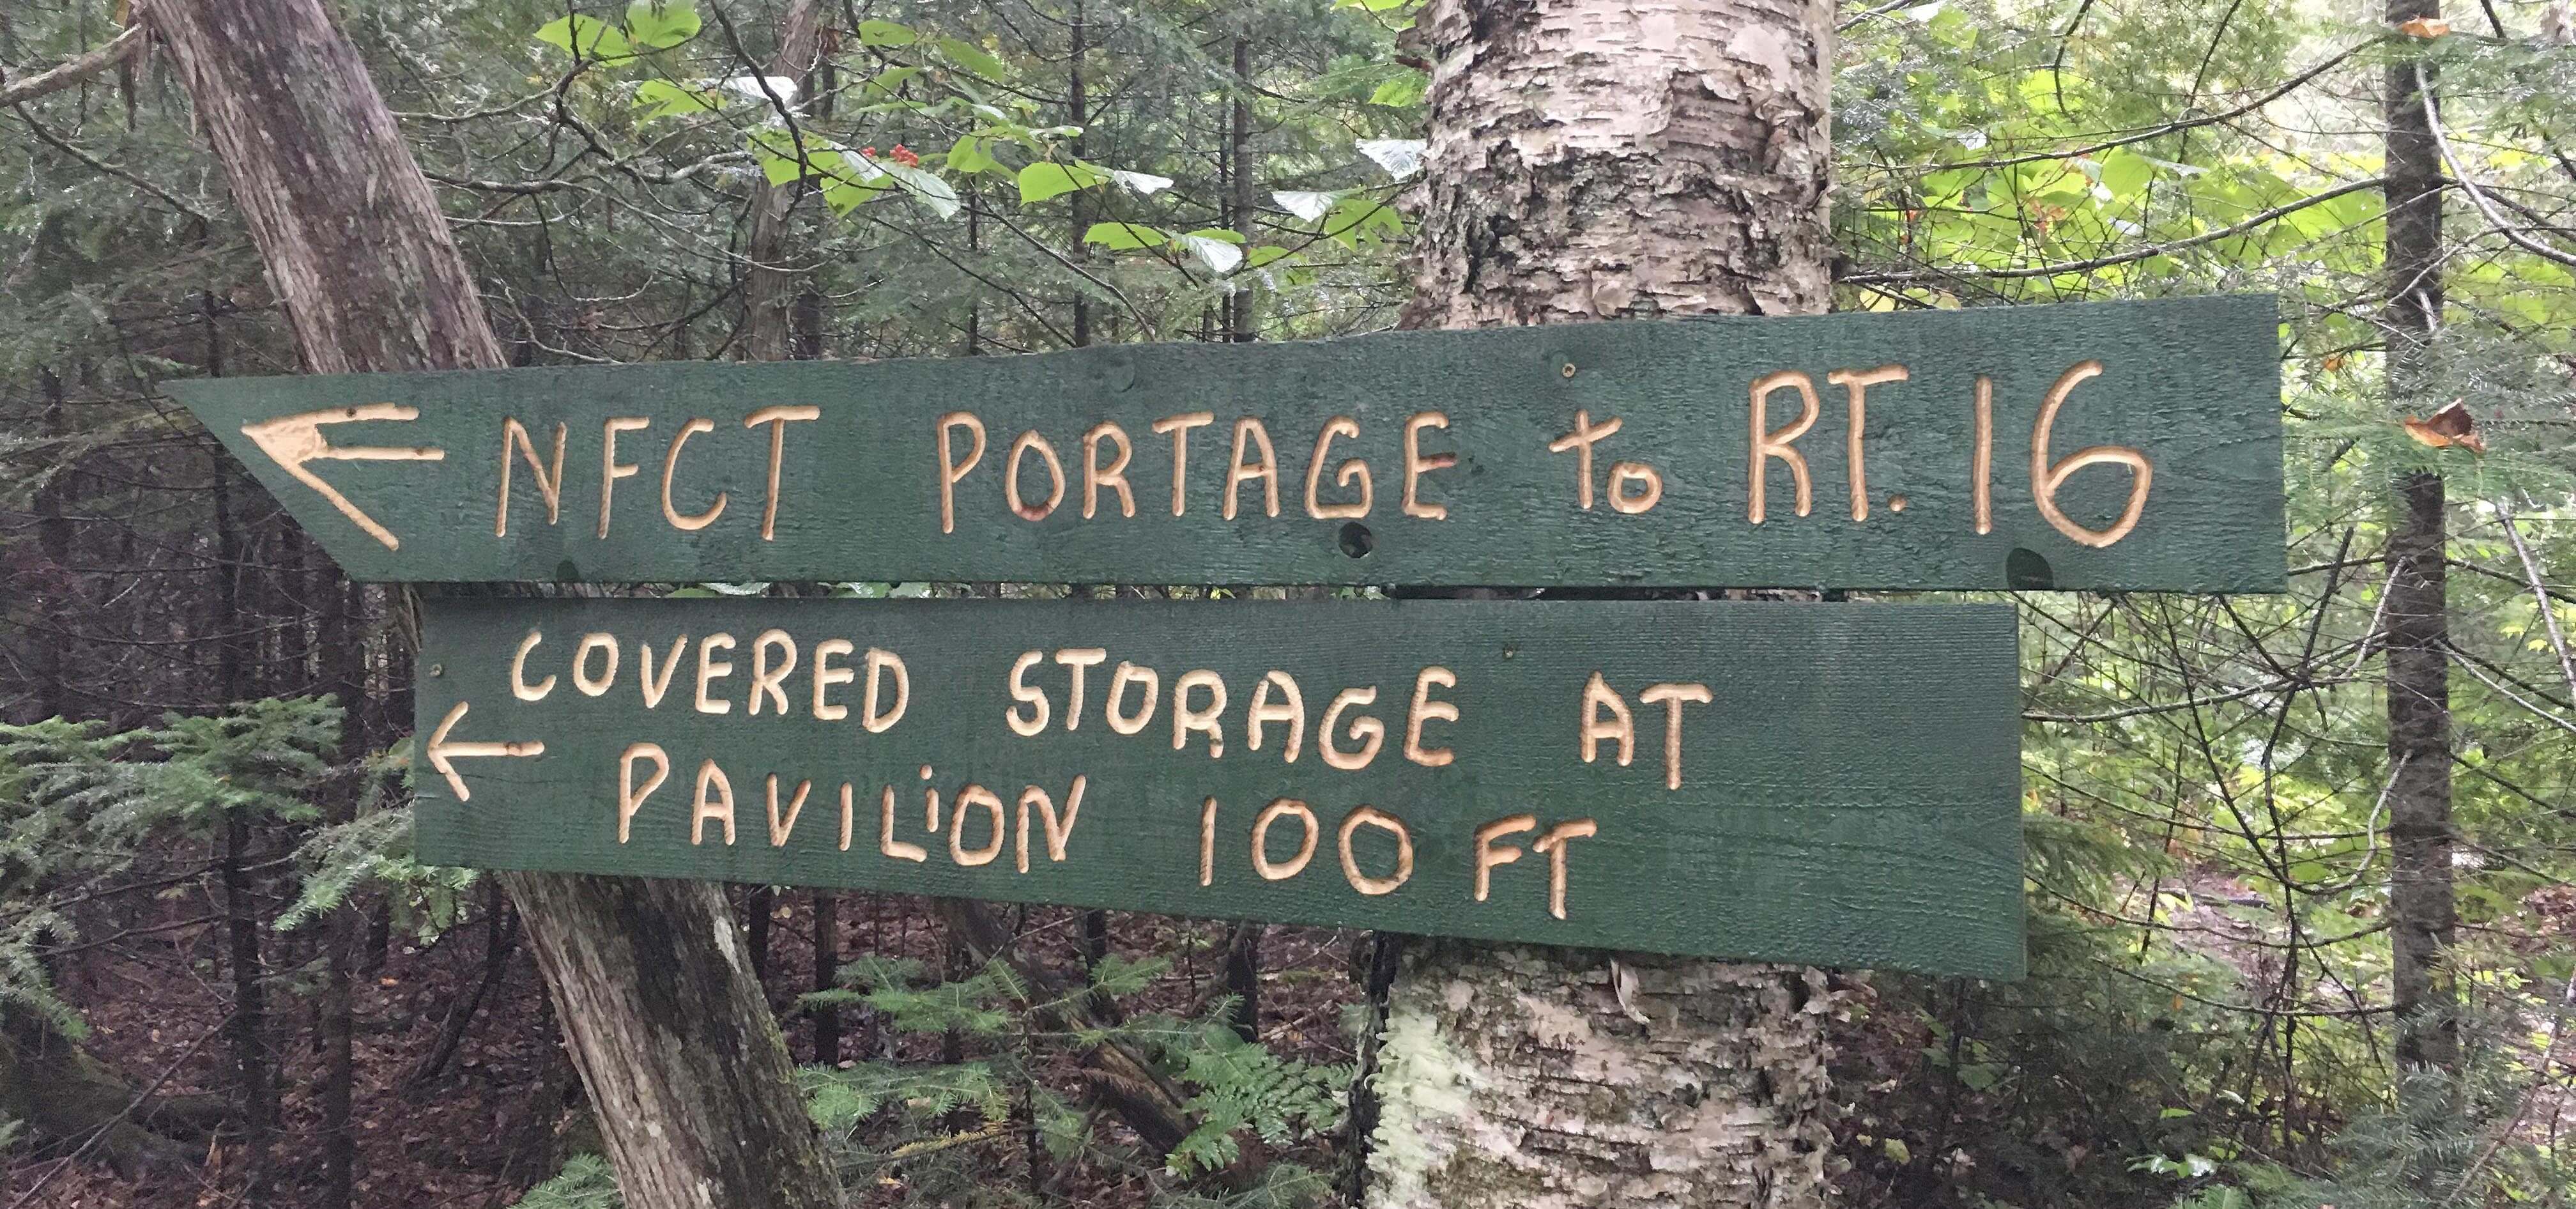 NFCT PORTAGE to RT. 16
COVERED STORAGE AT
PAVILiON 100 FT